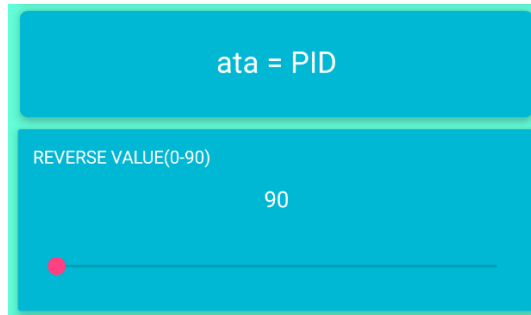 ata = PID
REVERSE VALUE(0-90)
90